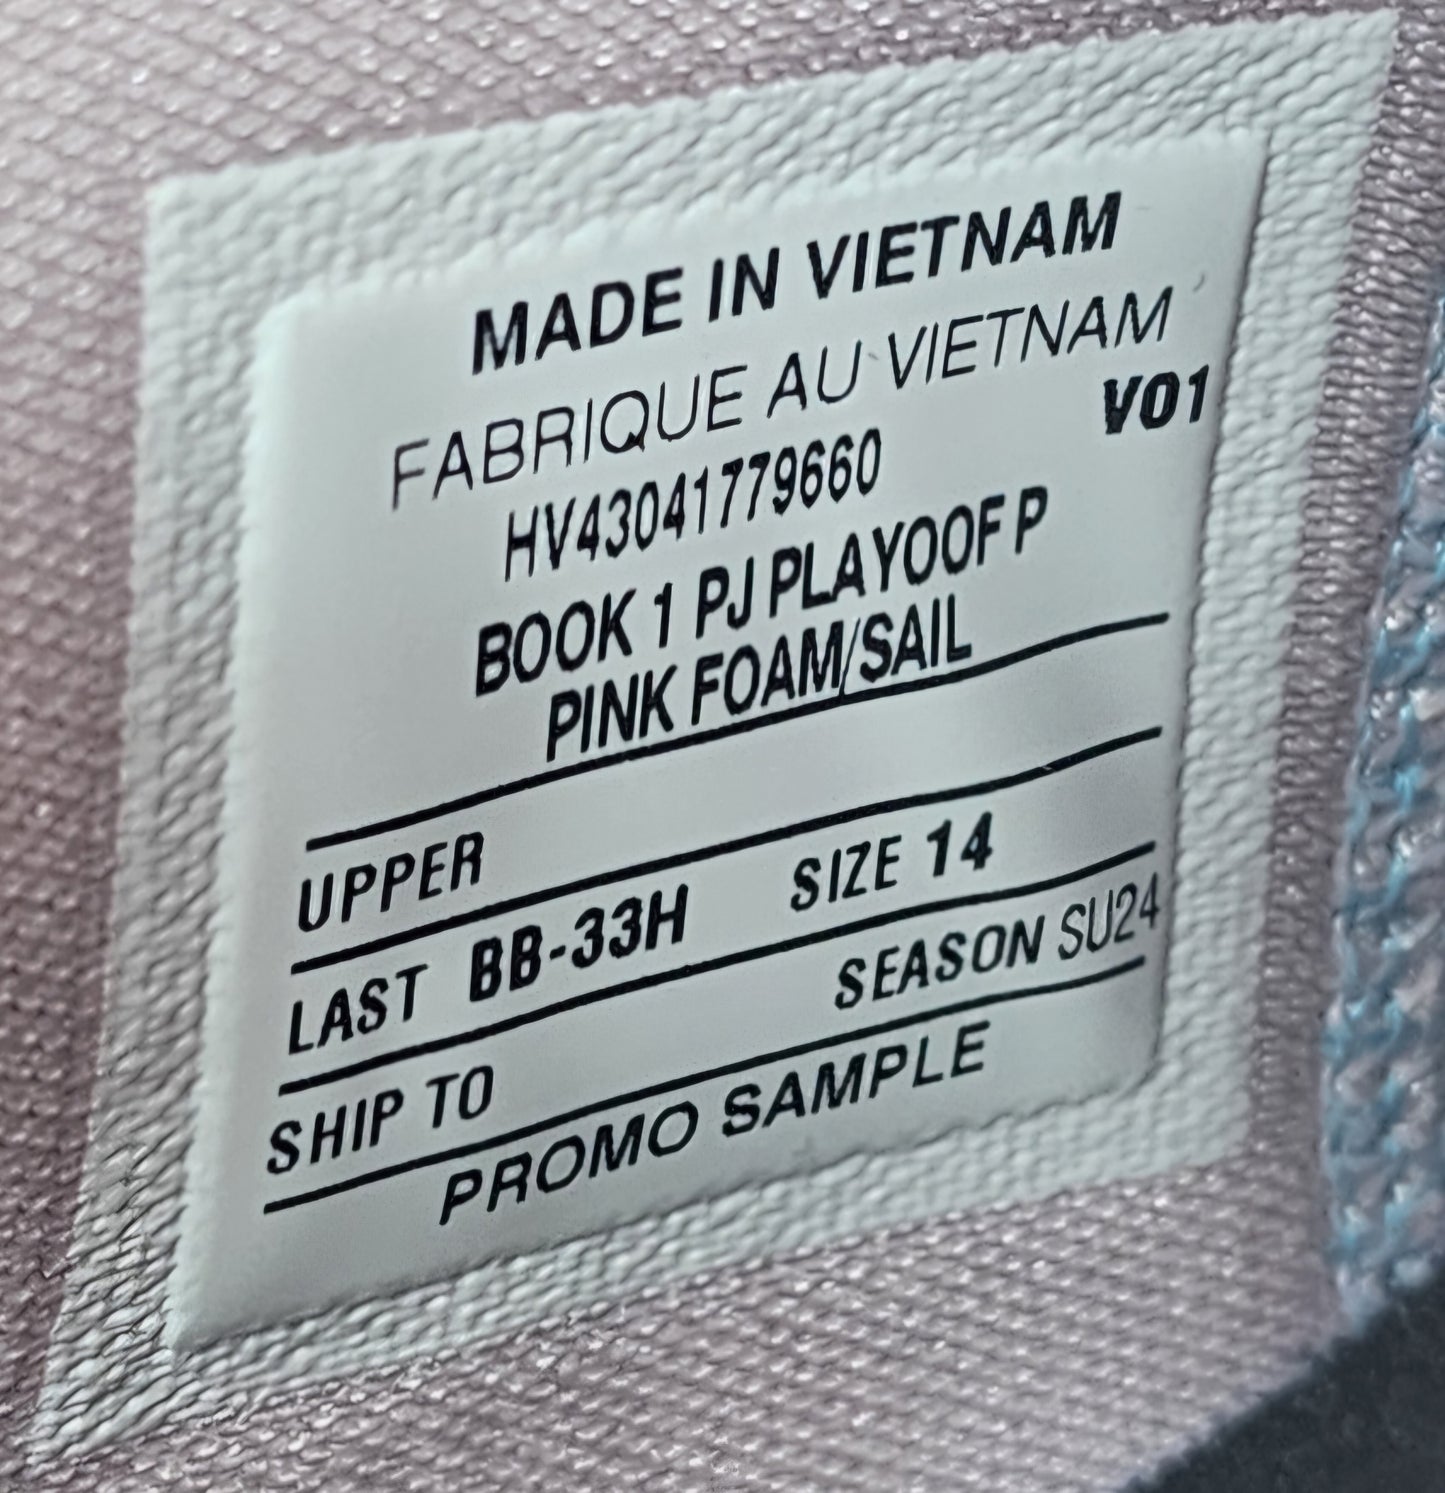 MADE IN VIETNAM
FABRIQUE AU VIETNAM
V01
HV43041779660
BOOK 1 PJ PLAYOOF P
PINK FOAM/SAIL
UPPER
LAST BB-33H SIZE 14
SHIP TO SEASON SU24
PROMO SAMPLE